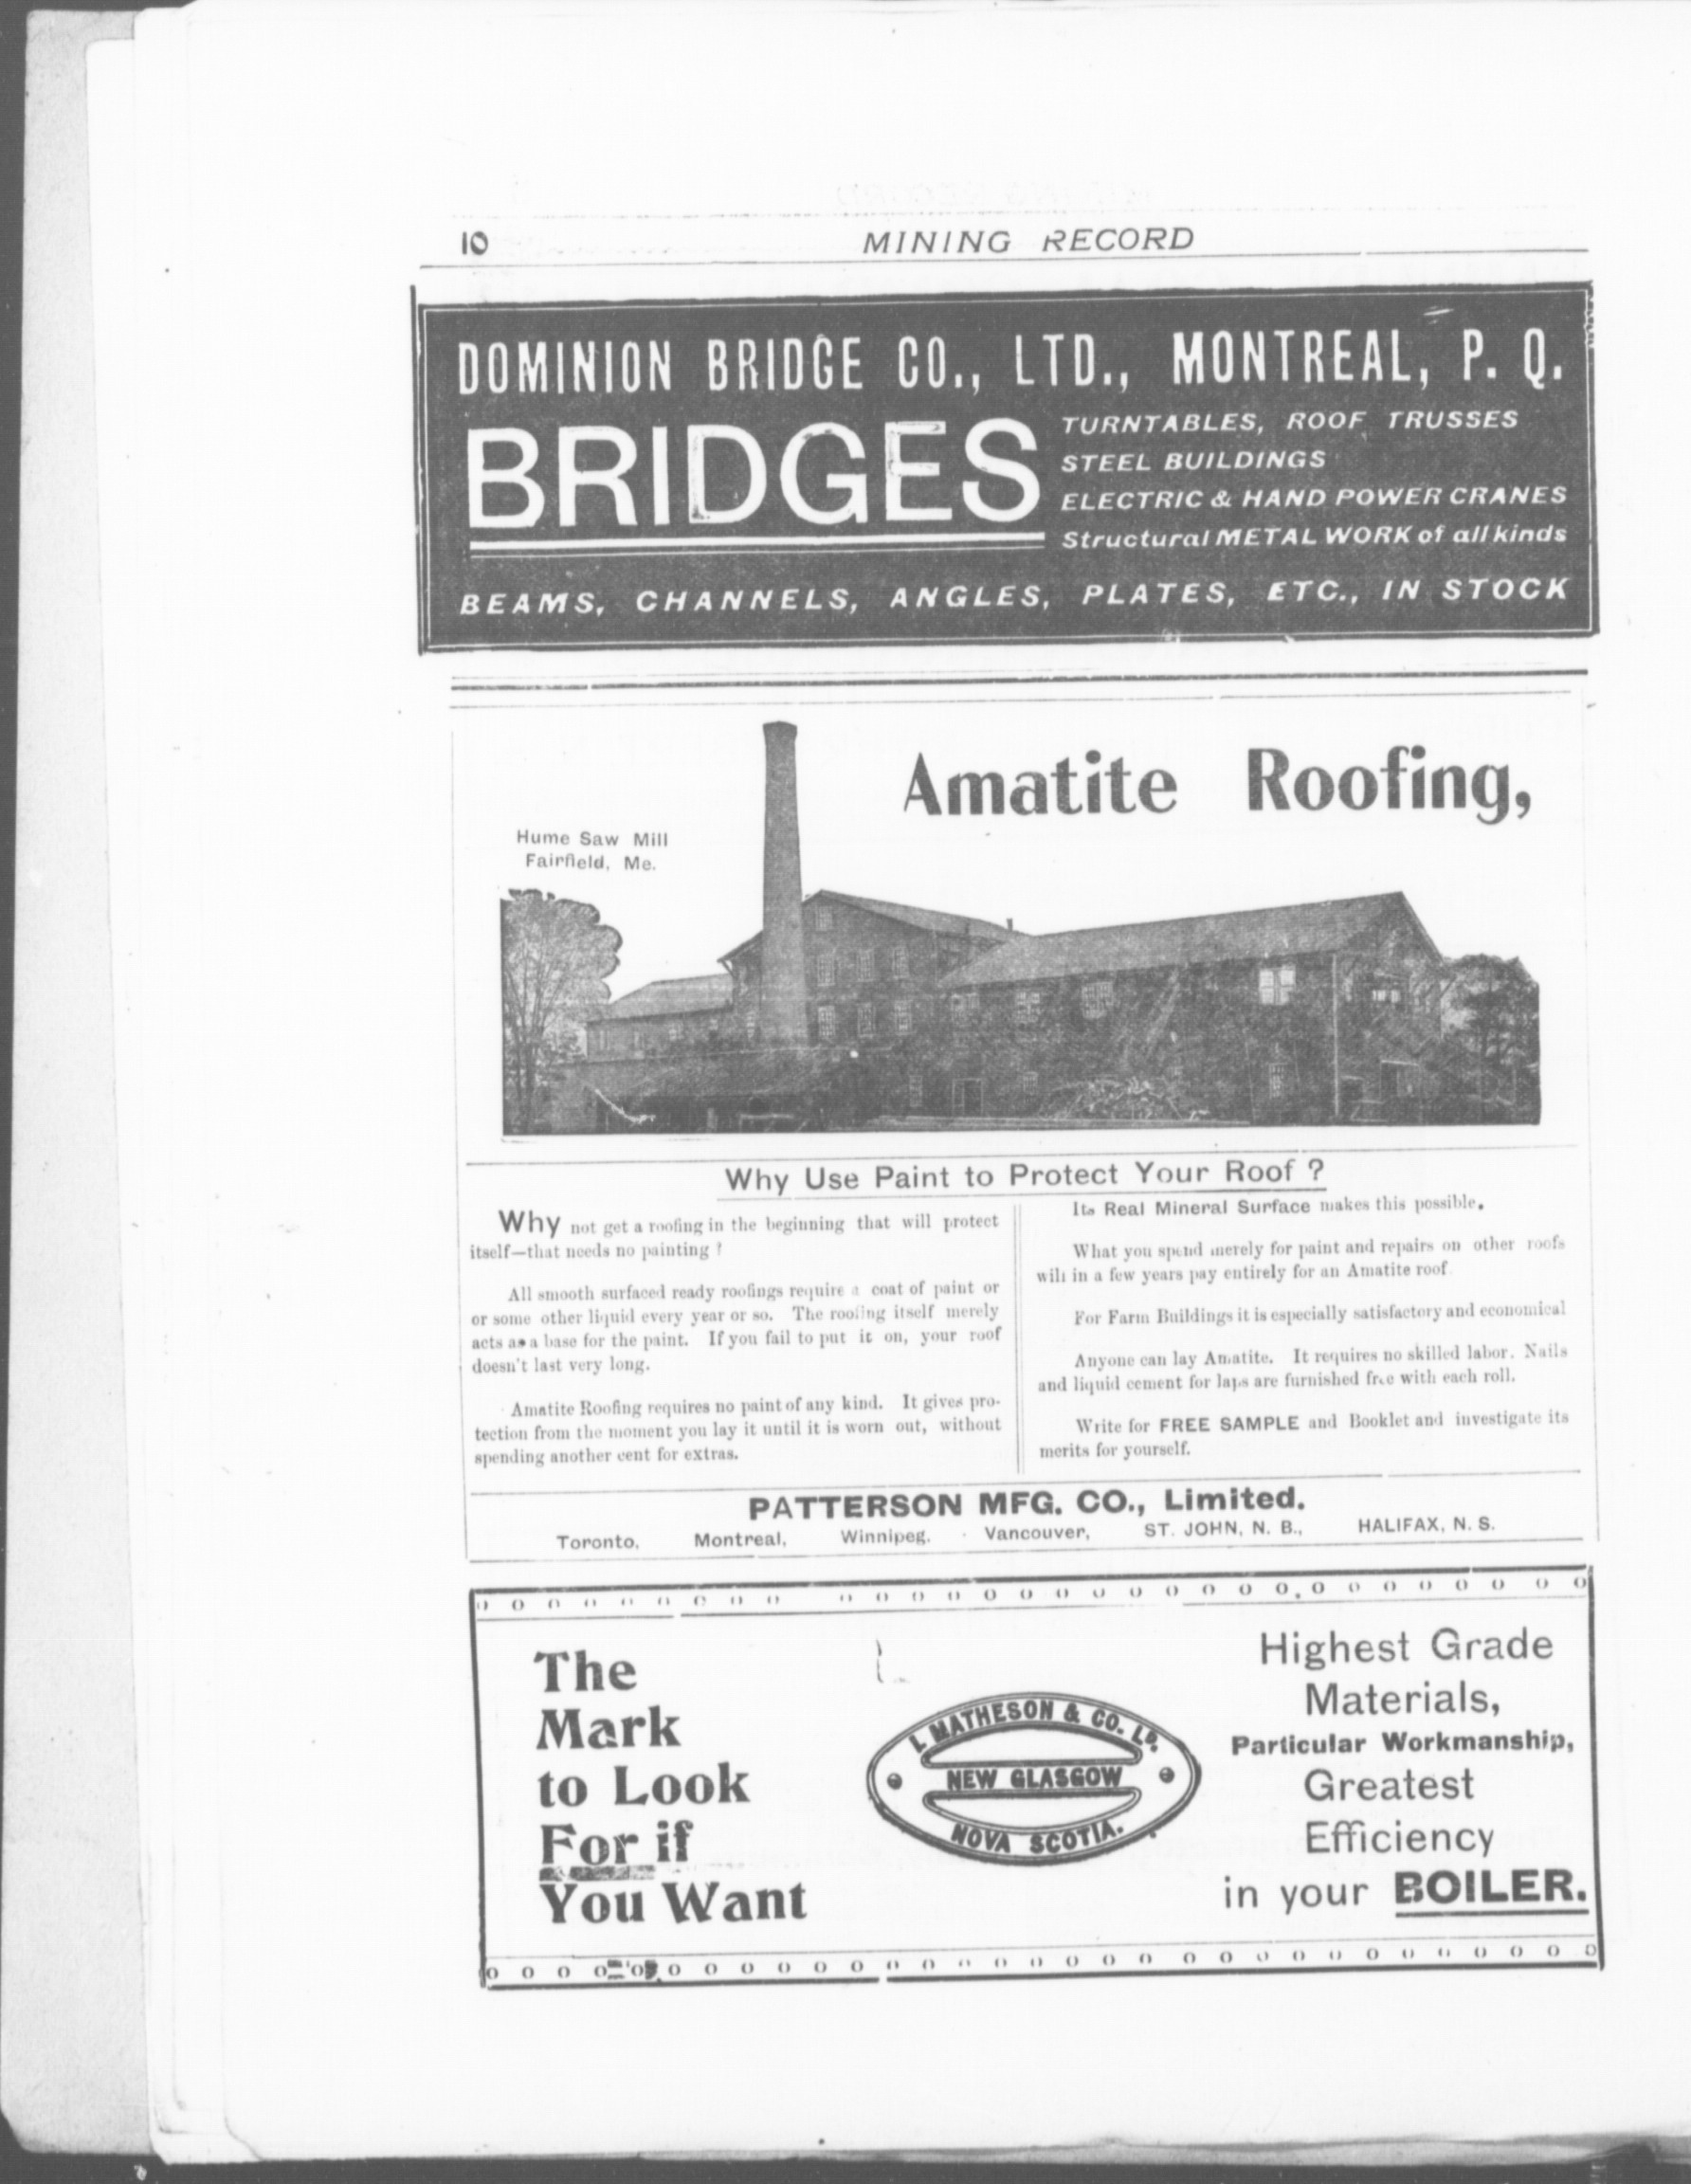 10
MINING RECORD
DOMINION BRIDGE CO., LTD., MONTREAL, P. Q.
BRIDGES
TURNTABLES, ROOF TRUSSES
STEEL BUILDINGS
ELECTRIC & HAND POWER CRANES
Structural METAL WORK of all kinds
BEAMS, CHANNELS, ANGLES, PLATES, ETC., IN STOCK
Amatite Roofing,
Hume Saw Mill
Fairfield, Me.
Why Use Paint to Protect Your Roof ?
Why not get a roofing in the beginning that will protect
itself—that needs no painting ?
All smooth surfaced ready roofings require a coat of paint or
or some other liquid every year or so. The roofing itself merely
acts as a base for the paint. If you fail to put it on, your roof
doesn't last very long.
Amatite Roofing requires no paint of any kind. It gives pro-
tection from the moment you lay it until it is worn out, without
spending another cent for extras.
Its Real Mineral Surface makes this possible.
What you spend merely for paint and repairs on other roofs
will in a few years pay entirely for an Amatite roof.
For Farm Buildings it is especially satisfactory and economical
Anyone can lay Amatite. It requires no skilled labor. Nails
and liquid cement for laps are furnished free with each roll.
Write for FREE SAMPLE and Booklet and investigate its
merits for yourself.
PATTERSON MFG. CO., Limited.
Toronto. Montreal, Winnipeg. Vancouver, ST. JOHN, N. B., HALIFAX, N. S.
The
Mark
to Look
For if
You Want
I. MATHESON & CO. LD.
NEW GLASGOW
NOVA SCOTIA.
Highest Grade
Materials,
Particular Workmanship,
Greatest
Efficiency
in your BOILER.